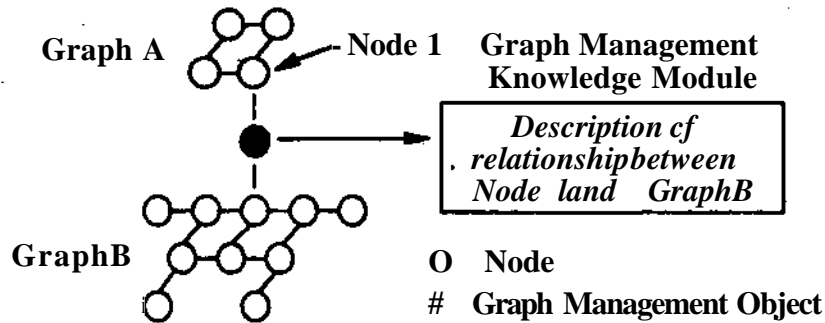 Graph A
Node 1
Graph Management
Knowledge Module
Description cf
relationshipbetween
Node land GraphB
GraphB
O Node
# Graph Management Object